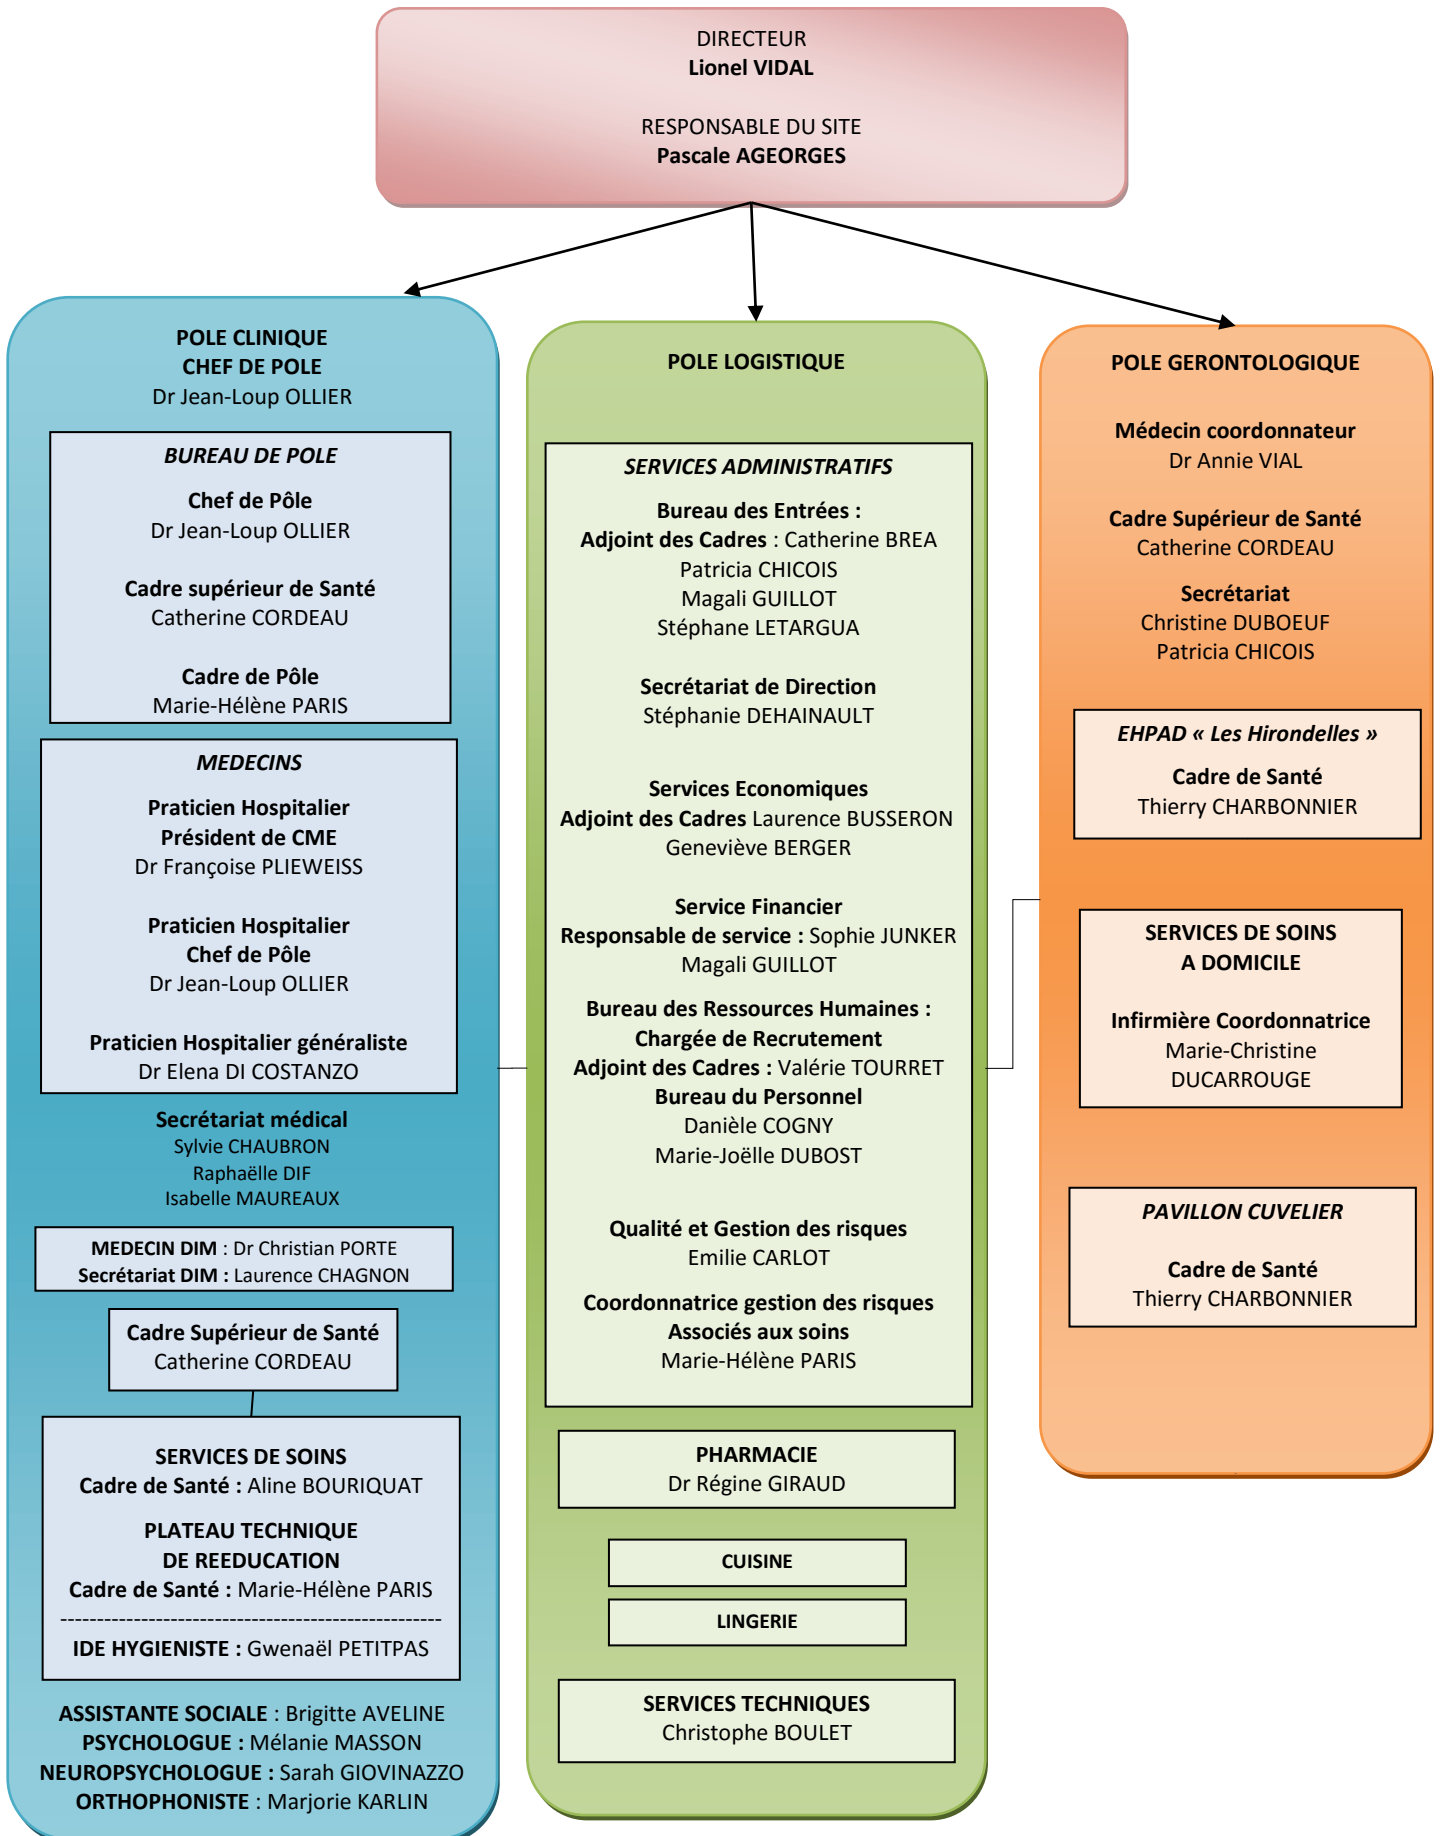 DIRECTEUR
Lionel VIDAL
RESPONSABLE DU SITE
Pascale AGEORGES
POLE CLINIQUE
CHEF DE POLE
Dr Jean-Loup OLLIER
BUREAU DE POLE
Chef de Pôle
Dr Jean-Loup OLLIER
Cadre supérieur de Santé
Catherine CORDEAU
Cadre de Pôle
Marie-Hélène PARIS
MEDECINS
Praticien Hospitalier
Président de CME
Dr Françoise PLIEWEISS
Praticien Hospitalier
Chef de Pôle
Dr Jean-Loup OLLIER
Praticien Hospitalier généraliste
Dr Elena DI COSTANZO
Secrétariat médical
Sylvie CHAUBRON
Raphaëlle DIF
Isabelle MAUREAUX
MEDECIN DIM : Dr Christian PORTE
Secrétariat DIM : Laurence CHAGNON
Cadre Supérieur de Santé
Catherine CORDEAU
SERVICES DE SOINS
Cadre de Santé : Aline BOURIQUAT
PLATEAU TECHNIQUE
DE REEDUCATION
Cadre de Santé : Marie-Hélène PARIS
----------------------------------------------------
IDE HYGIENISTE : Gwenaël PETITPAS
ASSISTANTE SOCIALE : Brigitte AVELINE
PSYCHOLOGUE : Mélanie MASSON
NEUROPSYCHOLOGUE : Sarah GIOVINAZZO
ORTHOPHONISTE : Marjorie KARLIN
POLE LOGISTIQUE
SERVICES ADMINISTRATIFS
Bureau des Entrées :
Adjoint des Cadres : Catherine BREA
Patricia CHICOIS
Magali GUILLOT
Stéphane LETARGUA
Secrétariat de Direction
Stéphanie DEHAINAULT
Services Economiques
Adjoint des Cadres Laurence BUSSERON
Geneviève BERGER
Service Financier
Responsable de service : Sophie JUNKER
Magali GUILLOT
Bureau des Ressources Humaines :
Chargée de Recrutement
Adjoint des Cadres : Valérie TOURRET
Bureau du Personnel
Danièle COGNY
Marie-Joëlle DUBOST
Qualité et Gestion des risques
Emilie CARLOT
Coordonnatrice gestion des risques
Associés aux soins
Marie-Hélène PARIS
PHARMACIE
Dr Régine GIRAUD
CUISINE
LINGERIE
SERVICES TECHNIQUES
Christophe BOULET
POLE GERONTOLOGIQUE
Médecin coordonnateur
Dr Annie VIAL
Cadre Supérieur de Santé
Catherine CORDEAU
Secrétariat
Christine DUBOEUF
Patricia CHICOIS
EHPAD « Les Hirondelles »
Cadre de Santé
Thierry CHARBONNIER
SERVICES DE SOINS
A DOMICILE
Infirmière Coordonnatrice
Marie-Christine
DUCARROUGE
PAVILLON CUVELIER
Cadre de Santé
Thierry CHARBONNIER